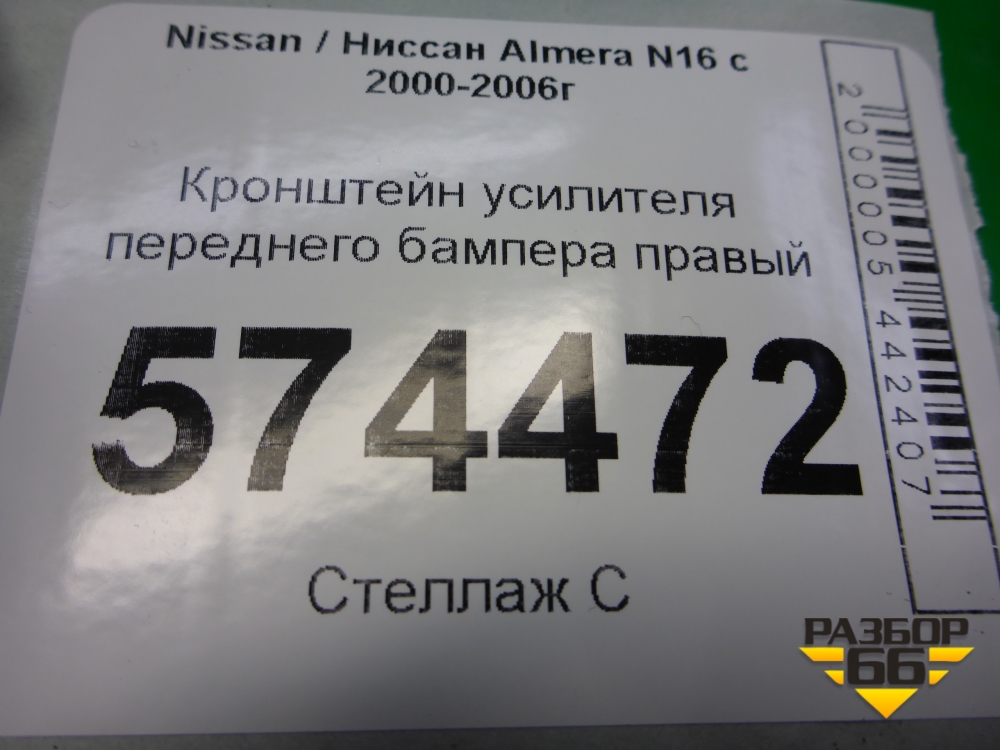 Nissan / Ниссан Almera N16 с
2000-2006г
Кронштейн усилителя
переднего бампера правый
574472
Стеллаж С
2000005442407
РАЗБОР
66